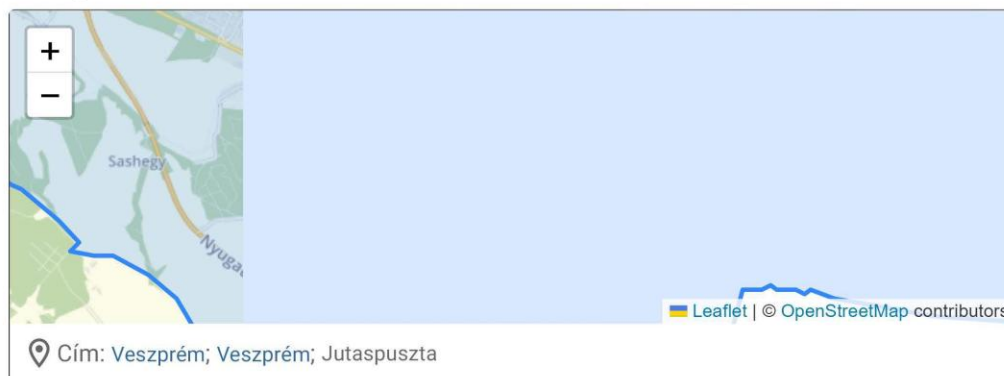 +
Sashegy
−
Nyuga
Leaflet | © OpenStreetMap contributors
Cím: Veszprém; Veszprém; Jutaspuszta